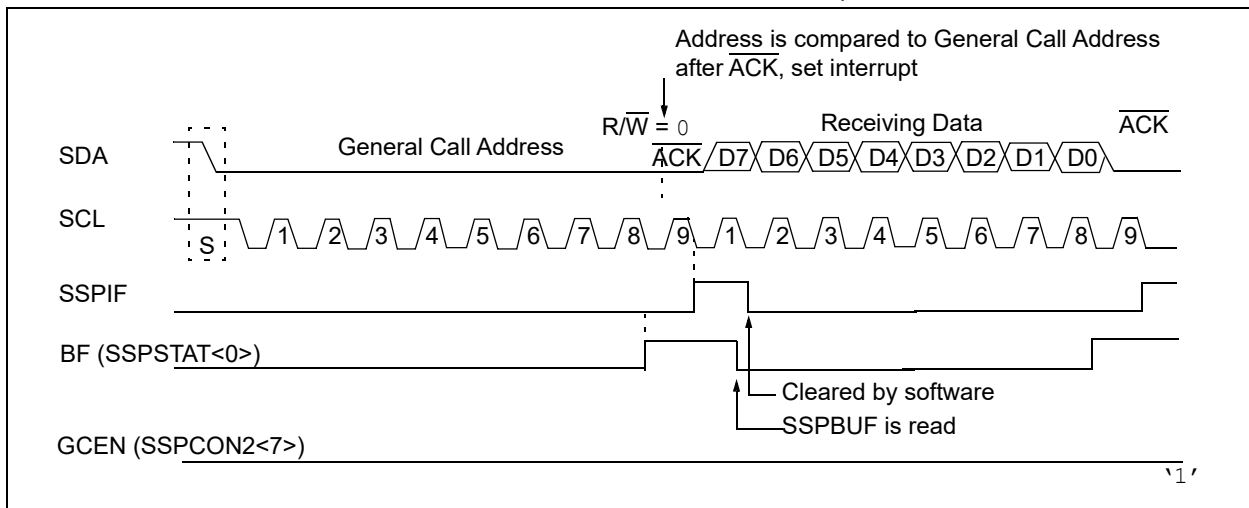 Address is compared to General Call Address
after ACK, set interrupt
R/W = 0
Receiving Data
ACK
SDA
General Call Address
ACK D7 D6 D5 D4 D3 D2 D1 D0
SCL
S
1 2 3 4 5 6 7 8 9 1 2 3 4 5 6 7 8 9
SSPIF
BF (SSPSTAT<0>)
Cleared by software
SSPBUF is read
GCEN (SSPCON2<7>)
‘1’